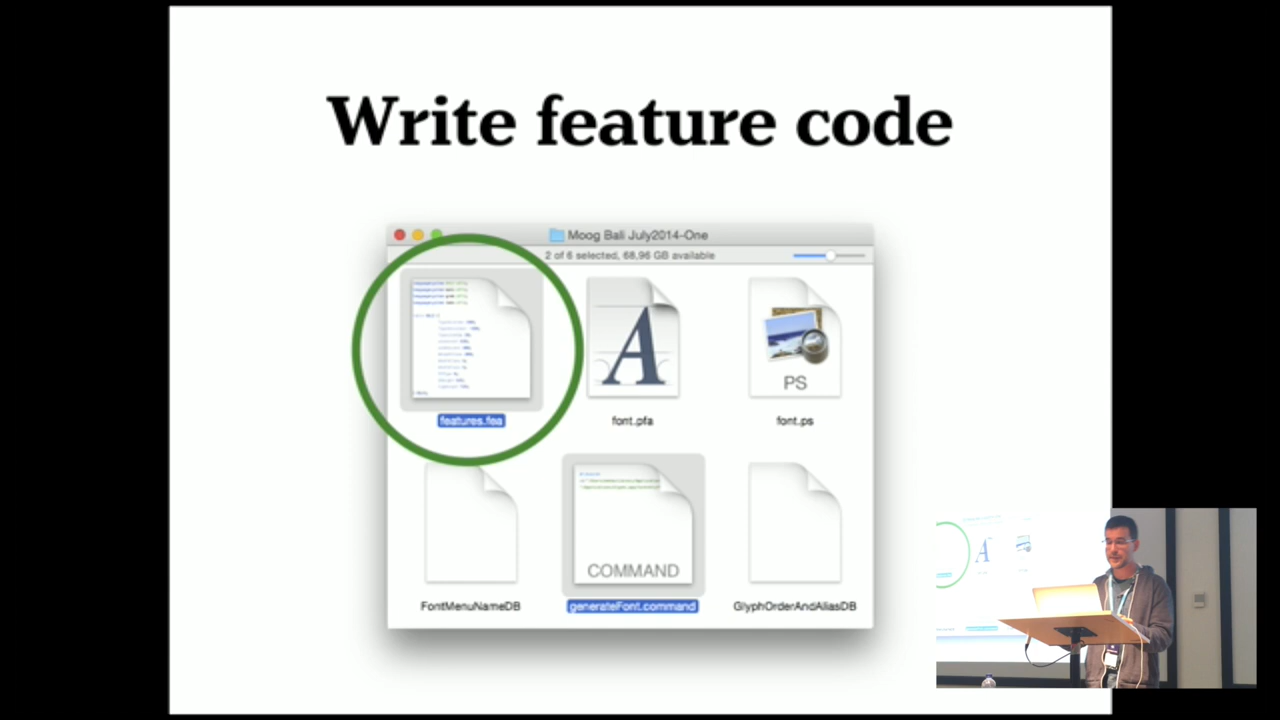 Write feature code
Moog Bali July2014-One
2 of 6 selected, 68,96 GB available
PS
features.fea
font.pfa
font.ps
COMMAND
FontMenuNameDB
generateFont.command
GlyphOrderAndAliasDB